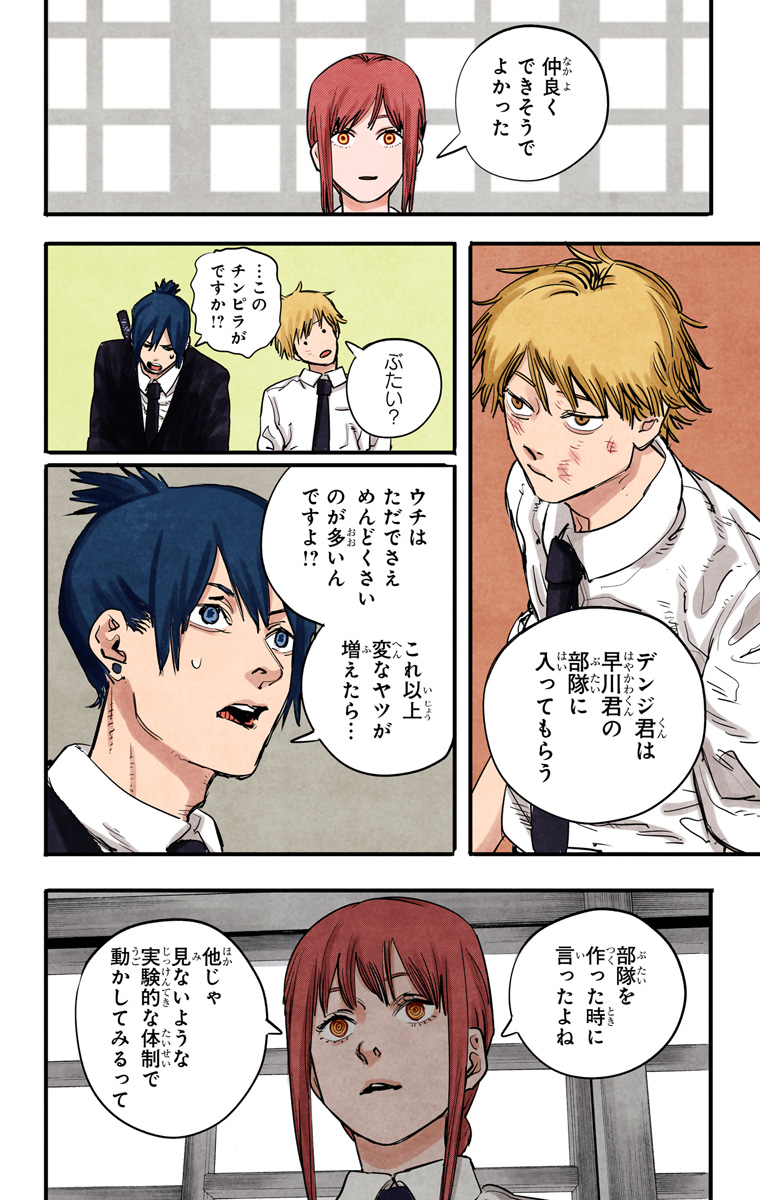 仲良く
できそうで
よかった
デンジ君は
早川君の
部隊に
入ってもらう
ぶたい？
…この
チンピラが
ですか!?
ウチは
ただでさえ
めんどくさい
のが多いん
ですよ!?
これ以上
変なヤツが
増えたら…
部隊を
作った時に
言ったよね
他じゃ
見ないような
実験的な体制で
動かしてみるって